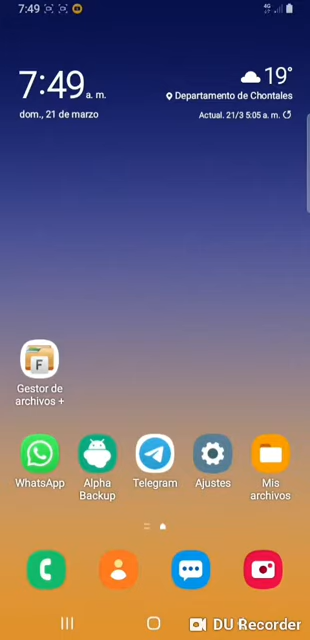 7:49
4G
7:49 a. m.
19°
Departamento de Chontales
dom., 21 de marzo
Actual. 21/3 5:05 a. m.
F
Gestor de
archivos +
WhatsApp
Alpha
Backup
Telegram
Ajustes
Mis
archivos
DU Recorder